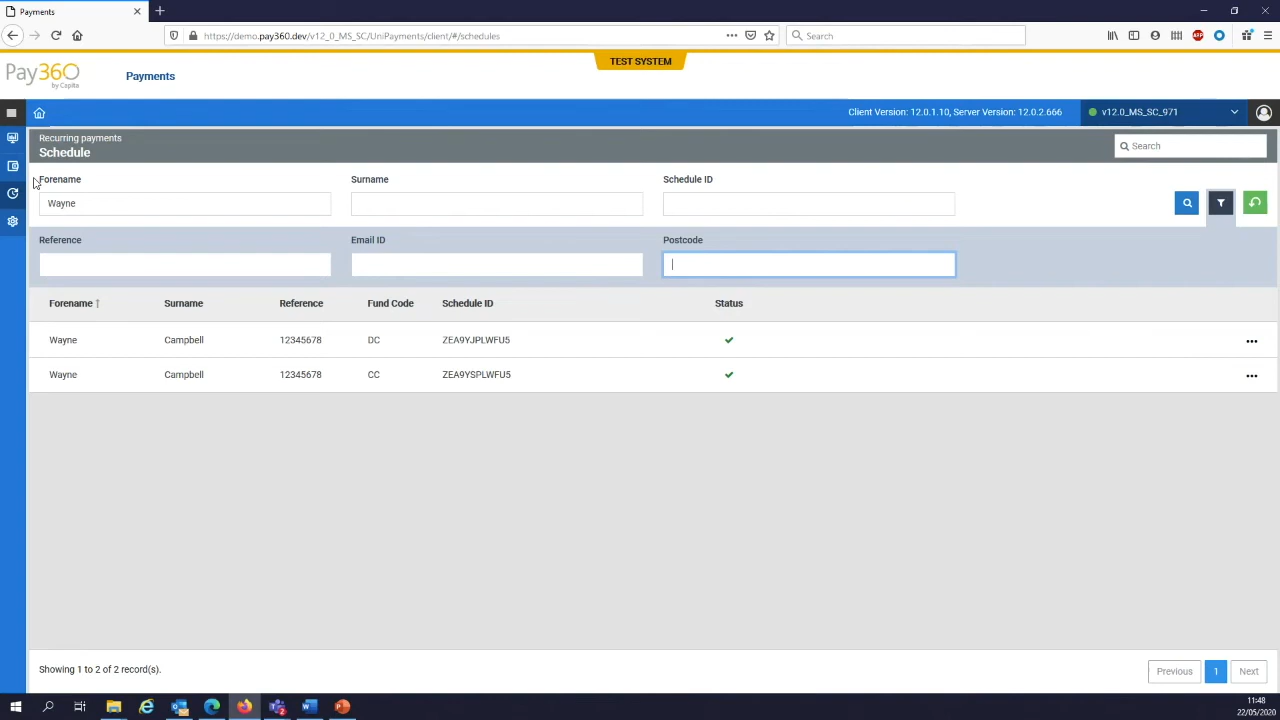 Payments
https://demo.pay360.dev/v12_0_MS_SC/UniPayments/client/#/schedules
Search
ABP
TEST SYSTEM
Pay360
by Capita
Payments
Client Version: 12.0.1.10, Server Version: 12.0.2.666
v12.0_MS_SC_971
Recurring payments
Schedule
Search
Forename
Surname
Schedule ID
Wayne
Reference
Email ID
Postcode
Forename Surname Reference Fund Code Schedule ID Status
Wayne Campbell 12345678 DC ZEA9YJPLWFU5
Wayne Campbell 12345678 CC ZEA9YSPLWFU5
Showing 1 to 2 of 2 record(s).
Previous 1 Next
11:48
22/05/2020